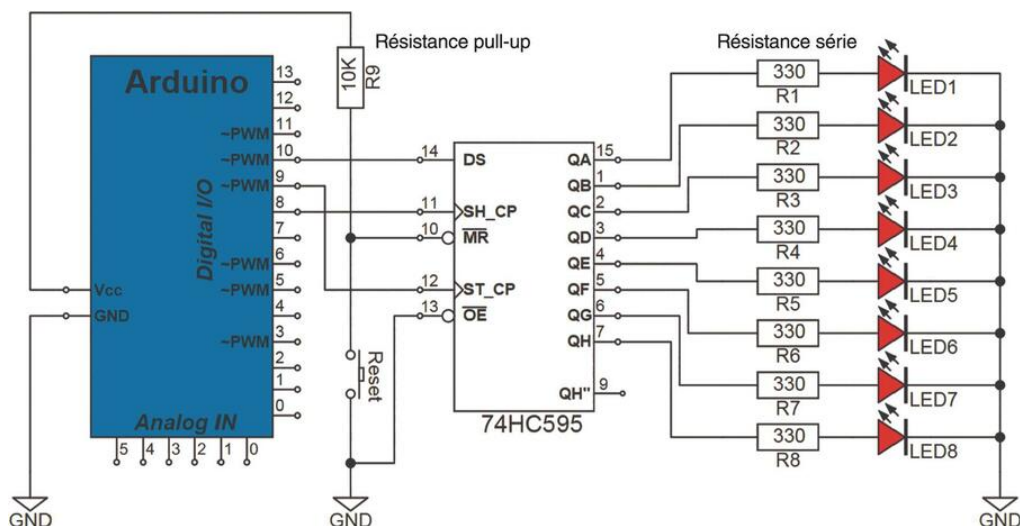 Résistance pull-up
Résistance série
Arduino
Digital I/O
Analog IN
Vcc
GND
13
12
~PWM 11
~PWM 10
~PWM 9
8
7
~PWM 6
~PWM 5
4
~PWM 3
2
1
0
5 4 3 2 1 0
GND
10K
R9
Reset
GND
14 DS
11 SH_CP
10 MR
12 ST_CP
13 OE
QA 15
QB 1
QC 2
QD 3
QE 4
QF 5
QG 6
QH 7
QH" 9
74HC595
330
R1
LED1
330
R2
LED2
330
R3
LED3
330
R4
LED4
330
R5
LED5
330
R6
LED6
330
R7
LED7
330
R8
LED8
GND